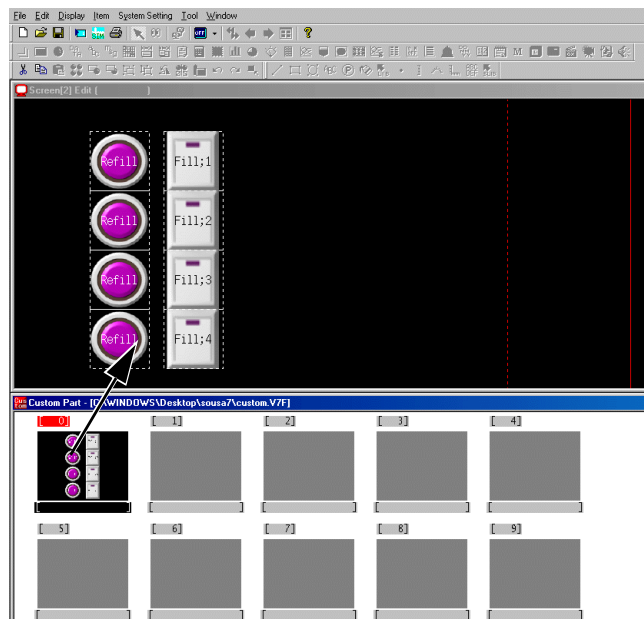 File Edit Display Item System Setting Tool Window
SIM OFF
M
Screen[2] Edit ( )
Refill Fill;1
Refill Fill;2
Refill Fill;3
Refill Fill;4
Custom Part - [C:\WINDOWS\Desktop\sousa7\custom.V7F]
[ 0] [ 1] [ 2] [ 3] [ 4]
[ 5] [ 6] [ 7] [ 8] [ 9]